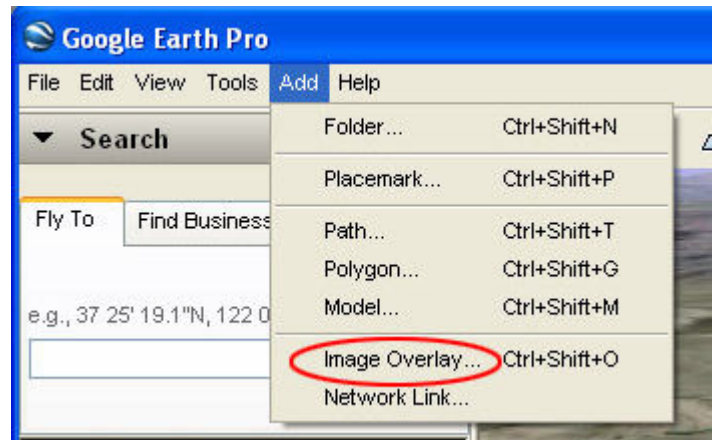 Google Earth Pro
File Edit View Tools Add Help
Search
Folder... Ctrl+Shift+N
Placemark... Ctrl+Shift+P
Fly To Find Business
Path... Ctrl+Shift+T
Polygon... Ctrl+Shift+G
Model... Ctrl+Shift+M
e.g., 37 25' 19.1"N, 122 0
Image Overlay... Ctrl+Shift+O
Network Link...